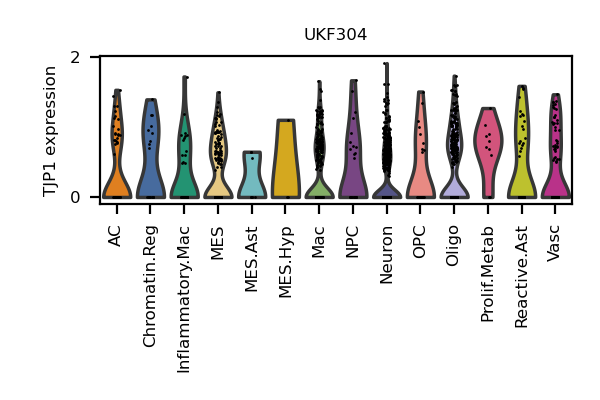 UKF304
TJP1 expression
2
0
AC
Chromatin.Reg
Inflammatory.Mac
MES
MES.Ast
MES.Hyp
Mac
NPC
Neuron
OPC
Oligo
Prolif.Metab
Reactive.Ast
Vasc